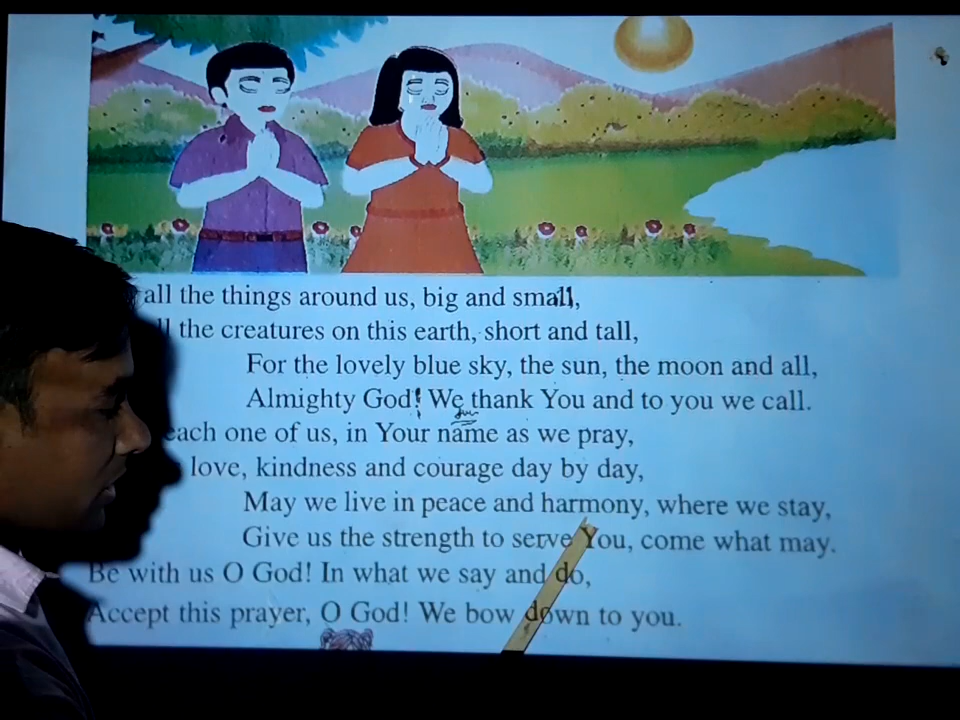 all the things around us, big and small,
the creatures on this earth, short and tall,
For the lovely blue sky, the sun, the moon and all,
Almighty God! We thank You and to you we call.
each one of us, in Your name as we pray,
love, kindness and courage day by day,
May we live in peace and harmony, where we stay,
Give us the strength to serve You, come what may.
Be with us O God! In what we say and do,
Accept this prayer, O God! We bow down to you.